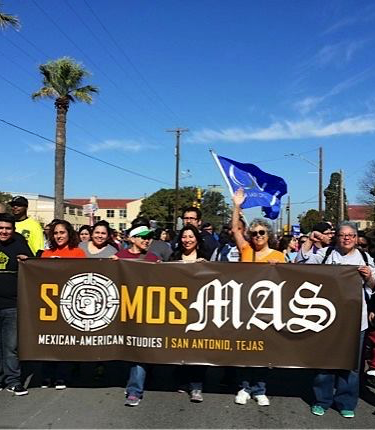 SOMOS MAS
MEXICAN-AMERICAN STUDIES | SAN ANTONIO, TEJAS